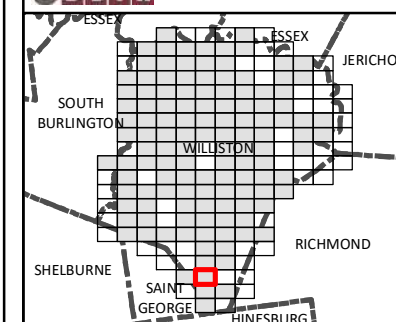 ESSEX
ESSEX
JERICHO
SOUTH
BURLINGTON
WILLISTON
RICHMOND
SHELBURNE
SAINT
GEORGE
HINESBURG